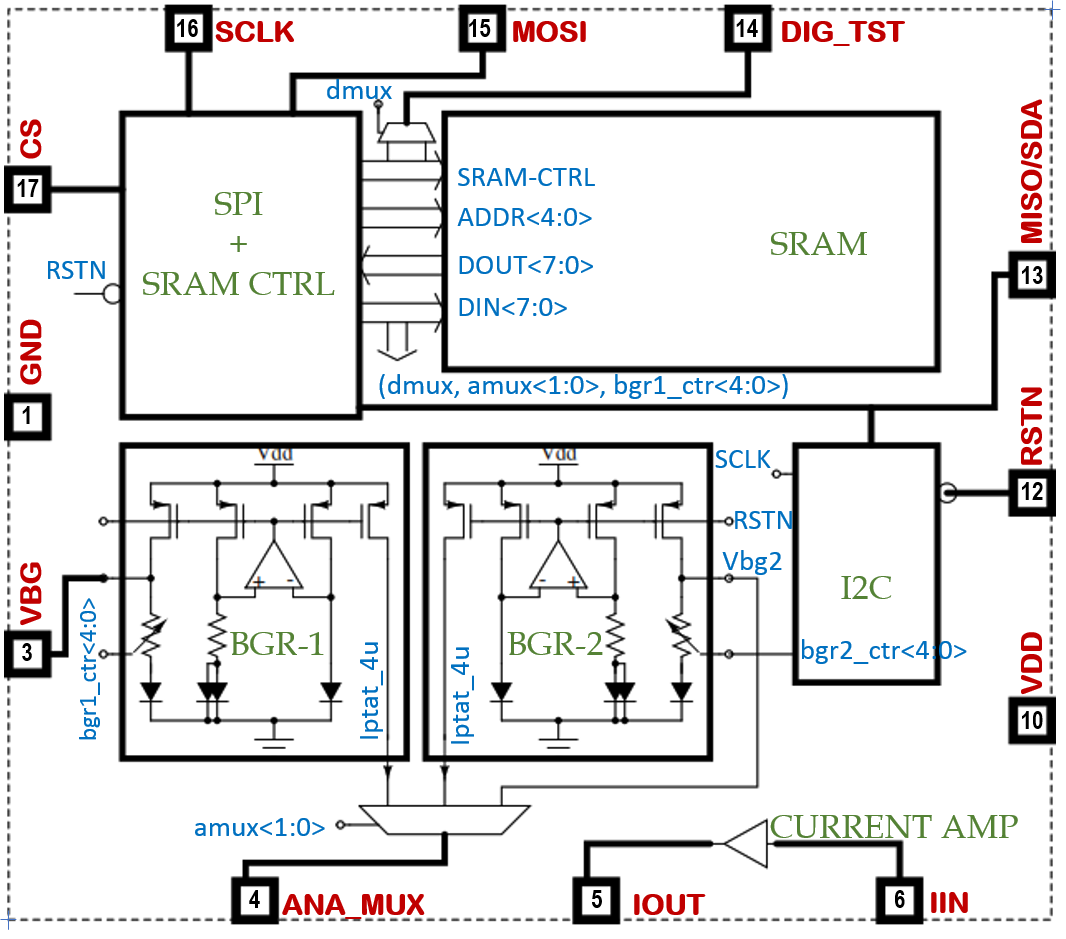 16 SCLK
15 MOSI
14 DIG_TST
dmux
CS
17
SPI
+
SRAM CTRL
RSTN
SRAM-CTRL
ADDR<4:0>
DOUT<7:0>
DIN<7:0>
SRAM
MISO/SDA
13
GND
1
(dmux, amux<1:0>, bgr1_ctr<4:0>)
RSTN
12
Vdd
+ -
BGR-1
Iptat_4u
VBG
3
bgr1_ctr<4:0>
Vdd
- +
BGR-2
Iptat_4u
SCLK
RSTN
Vbg2
I2C
bgr2_ctr<4:0>
VDD
10
amux<1:0>
CURRENT AMP
4 ANA_MUX
5 IOUT
6 IIN